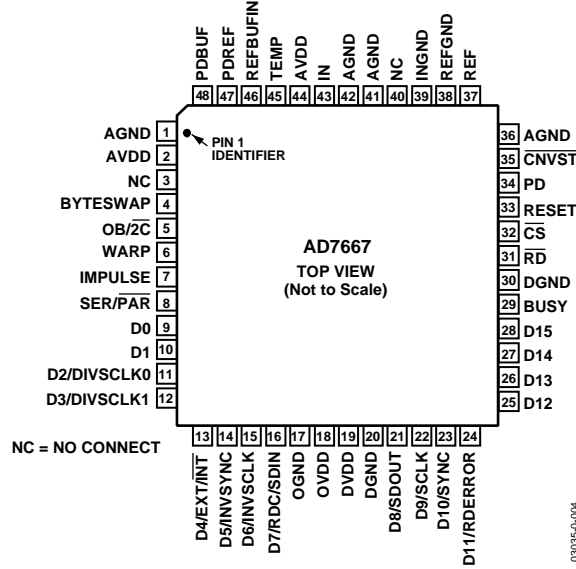 PDBUF
PDREF
REFBUFIN
TEMP
AVDD
IN
AGND
AGND
NC
INGND
REFGND
REF
48 47 46 45 44 43 42 41 40 39 38 37
AGND 1
AVDD 2
NC 3
BYTESWAP 4
OB/2C 5
WARP 6
IMPULSE 7
SER/PAR 8
D0 9
D1 10
D2/DIVSCLK0 11
D3/DIVSCLK1 12
PIN 1
IDENTIFIER
AD7667
TOP VIEW
(Not to Scale)
36 AGND
35 CNVST
34 PD
33 RESET
32 CS
31 RD
30 DGND
29 BUSY
28 D15
27 D14
26 D13
25 D12
13 14 15 16 17 18 19 20 21 22 23 24
NC = NO CONNECT
D4/EXT/INT
D5/INVSYNC
D6/INVSCLK
D7/RDC/SDIN
OGND
OVDD
DVDD
DGND
D8/SDOUT
D9/SCLK
D10/SYNC
D11/RDERROR
03035-0-004